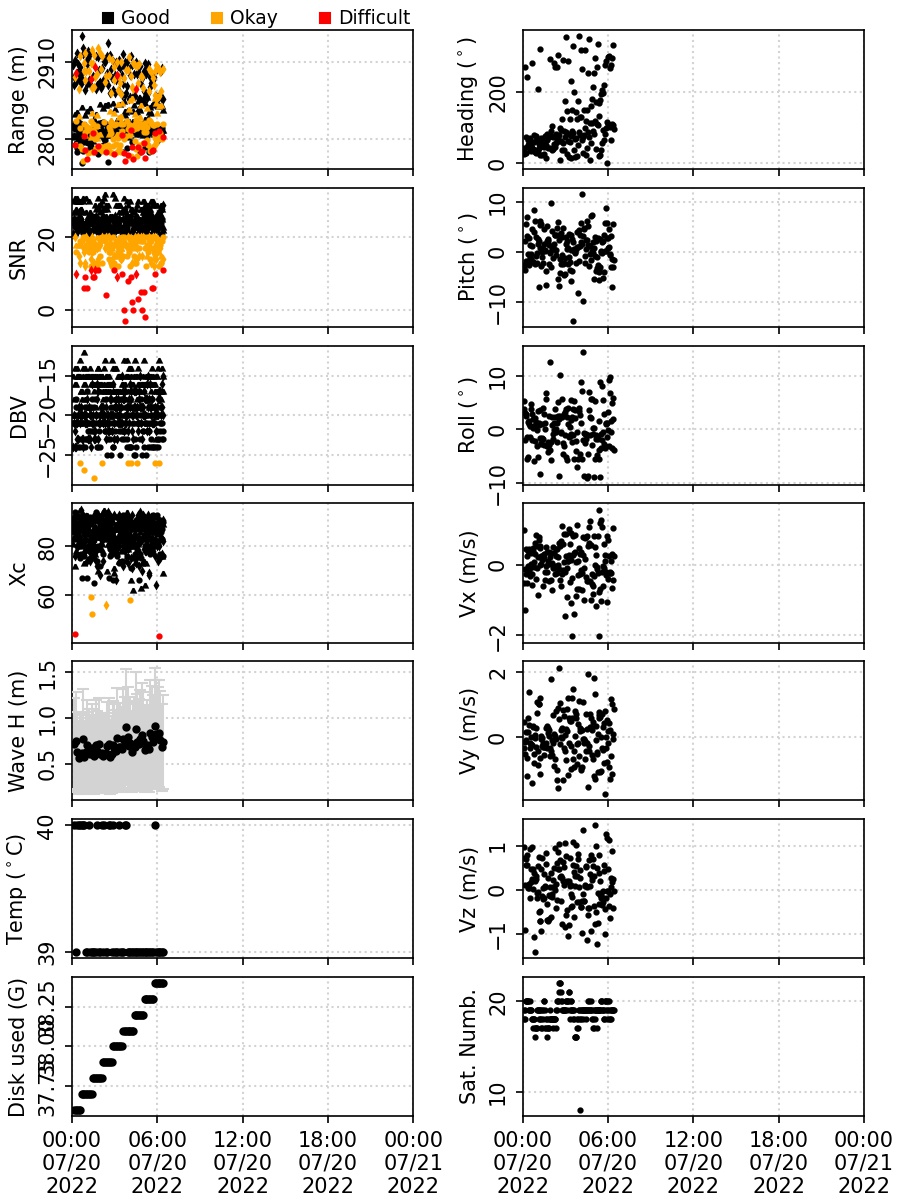 Good Okay Difficult
Range (m)
2910
2800
Heading (°)
200
0
SNR
20
0
Pitch (°)
10
0
−10
DBV
−15
−20
−25
Roll (°)
10
0
−10
Xc
80
60
Vx (m/s)
0
−2
Wave H (m)
1.5
1.0
0.5
Vy (m/s)
2
0
Temp (°C)
40
39
Vz (m/s)
1
0
−1
Disk used (G)
37.75
38.00
38.25
Sat. Numb.
20
10
00:00 06:00 12:00 18:00 00:00
07/20 07/20 07/20 07/20 07/21
2022 2022 2022 2022 2022
00:00 06:00 12:00 18:00 00:00
07/20 07/20 07/20 07/20 07/21
2022 2022 2022 2022 2022